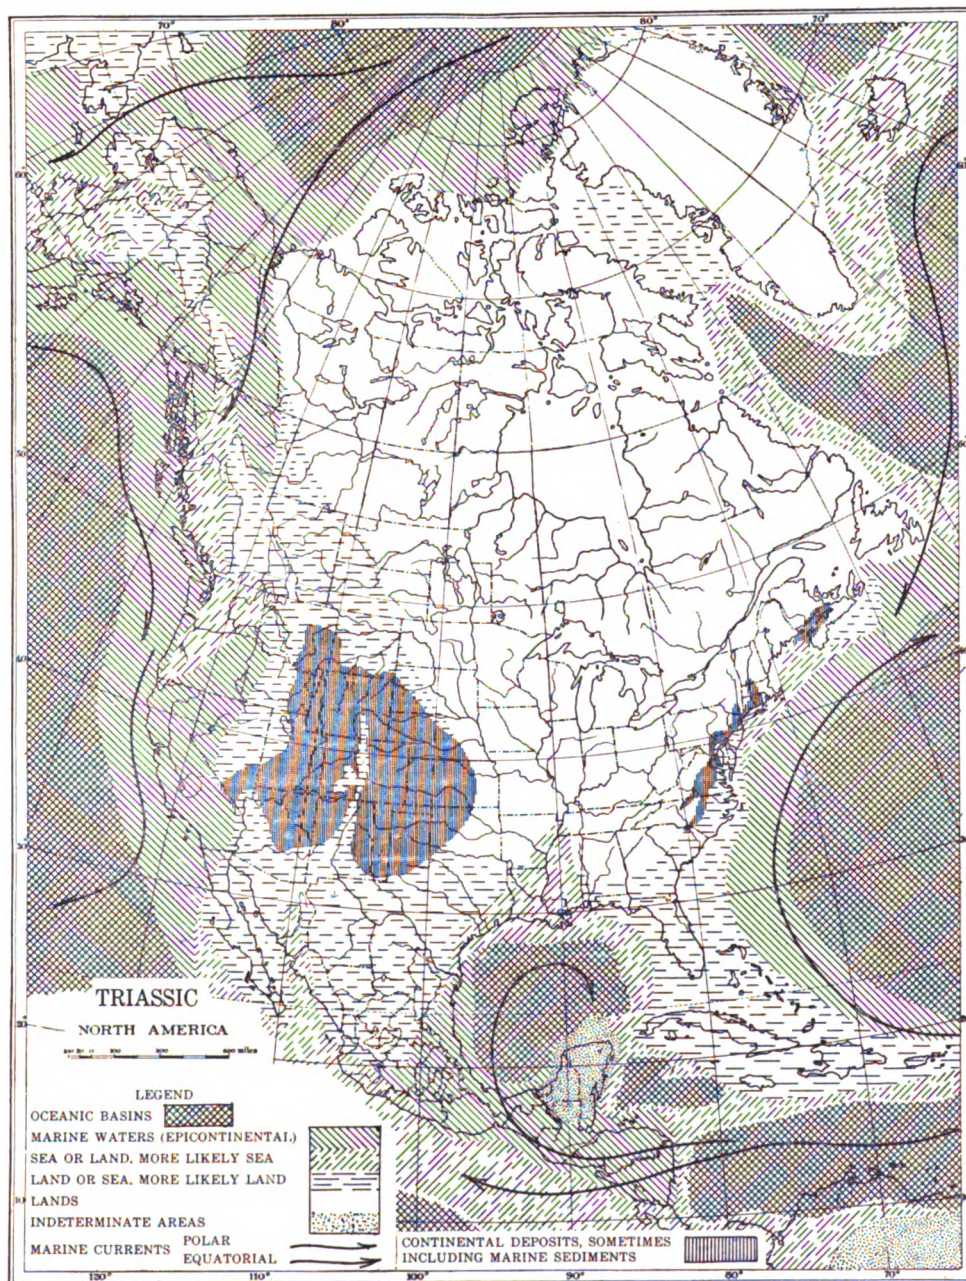 70° 80° 80° 70°
TRIASSIC
NORTH AMERICA
miles
LEGEND
OCEANIC BASINS
MARINE WATERS (EPICONTINENTAL)
SEA OR LAND, MORE LIKELY SEA
LAND OR SEA, MORE LIKELY LAND
LANDS
INDETERMINATE AREAS
MARINE CURRENTS POLAR
EQUATORIAL
CONTINENTAL DEPOSITS, SOMETIMES
INCLUDING MARINE SEDIMENTS
120° 110° 100° 90° 80° 70°